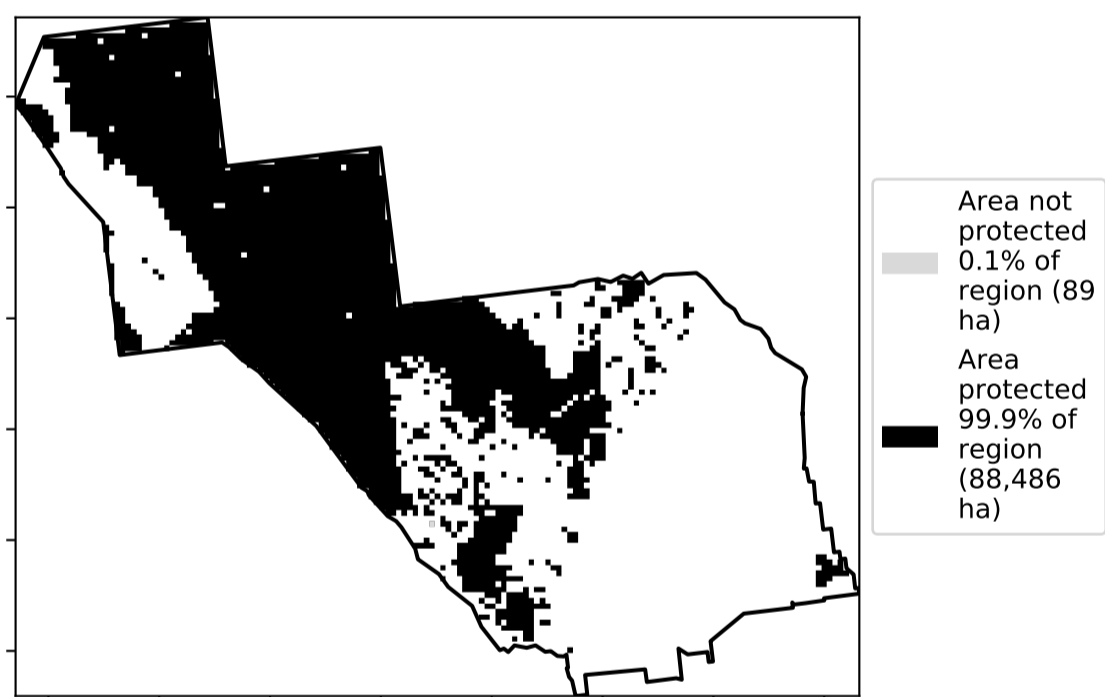 Area not
protected
0.1% of
region (89
ha)
Area
protected
99.9% of
region
(88,486
ha)